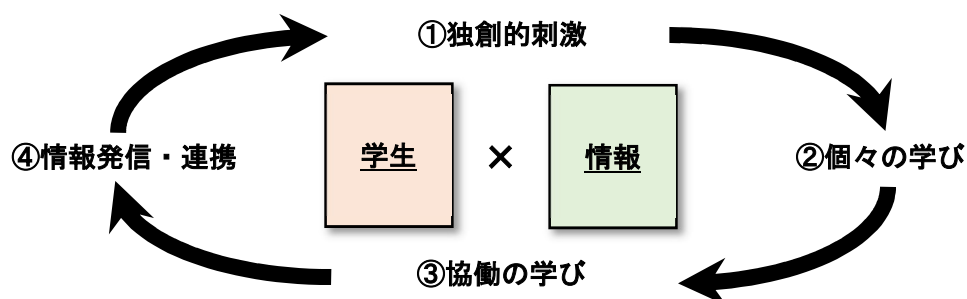 ①独創的刺激
学生 × 情報
④情報発信・連携
②個々の学び
③協働の学び